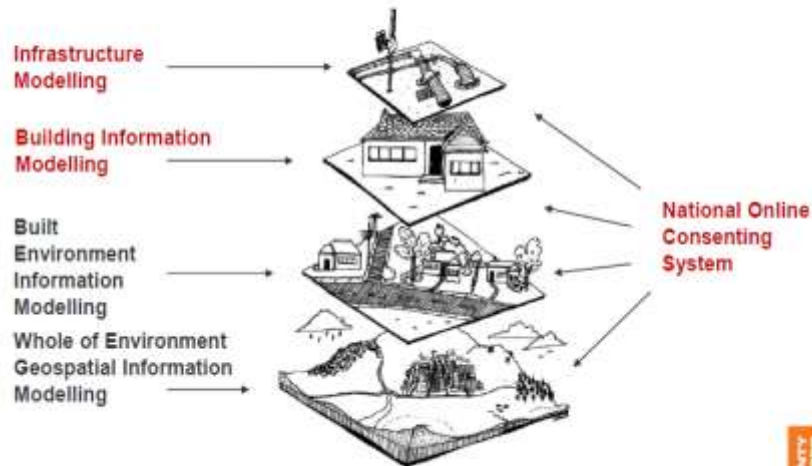 Infrastructure
Modelling
Building Information
Modelling
Built
Environment
Information
Modelling
Whole of Environment
Geospatial Information
Modelling
National Online
Consenting
System